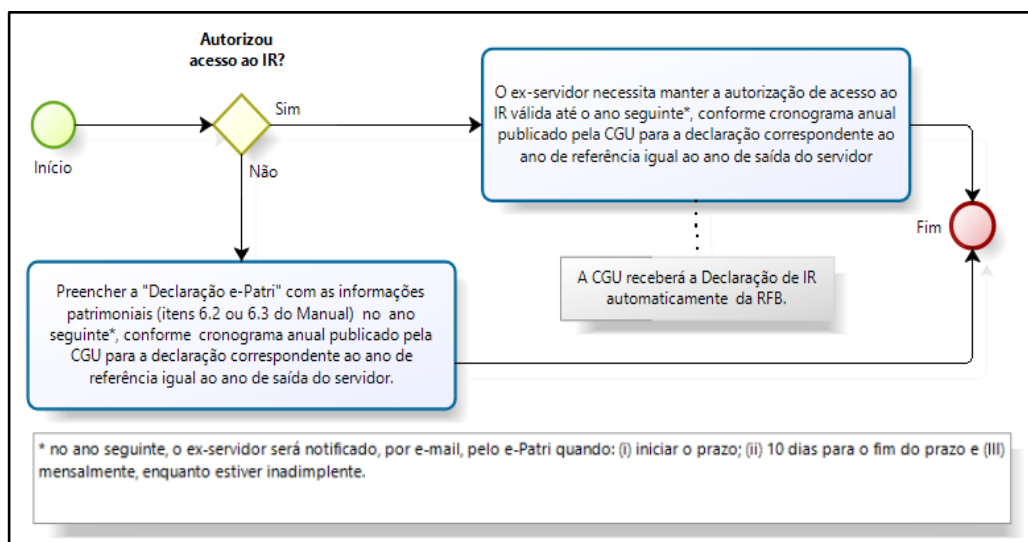 Autorizou
acesso ao IR?
Início
Sim
Não
O ex-servidor necessita manter a autorização de acesso ao
IR válida até o ano seguinte*, conforme cronograma anual
publicado pela CGU para a declaração correspondente ao
ano de referência igual ao ano de saída do servidor
Fim
A CGU receberá a Declaração de IR
automaticamente da RFB.
Preencher a "Declaração e-Patri" com as informações
patrimoniais (itens 6.2 ou 6.3 do Manual) no ano
seguinte*, conforme cronograma anual publicado pela
CGU para a declaração correspondente ao ano de
referência igual ao ano de saída do servidor.
* no ano seguinte, o ex-servidor será notificado, por e-mail, pelo e-Patri quando: (i) iniciar o prazo; (ii) 10 dias para o fim do prazo e (III)
mensalmente, enquanto estiver inadimplente.